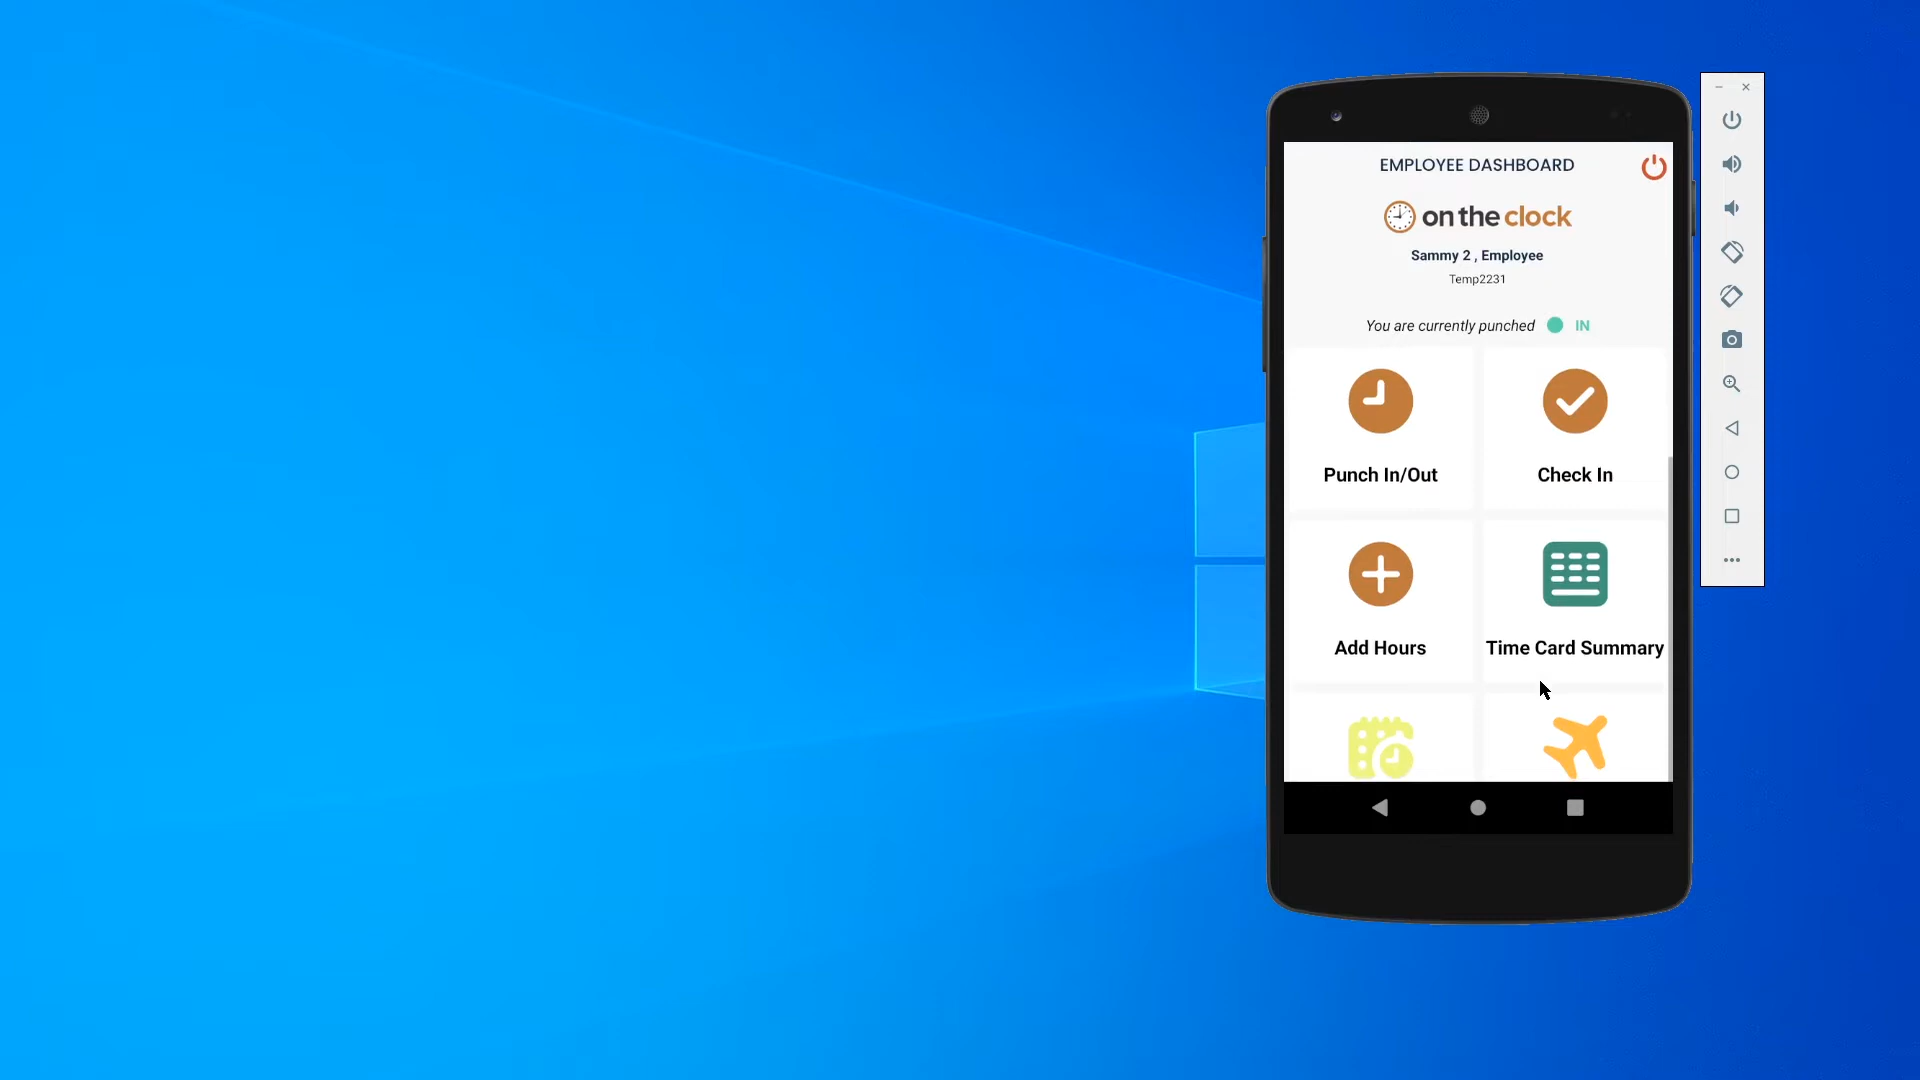 EMPLOYEE DASHBOARD
on the clock
Sammy 2 , Employee
Temp2231
You are currently punched IN
Punch In/Out
Check In
Add Hours
Time Card Summary